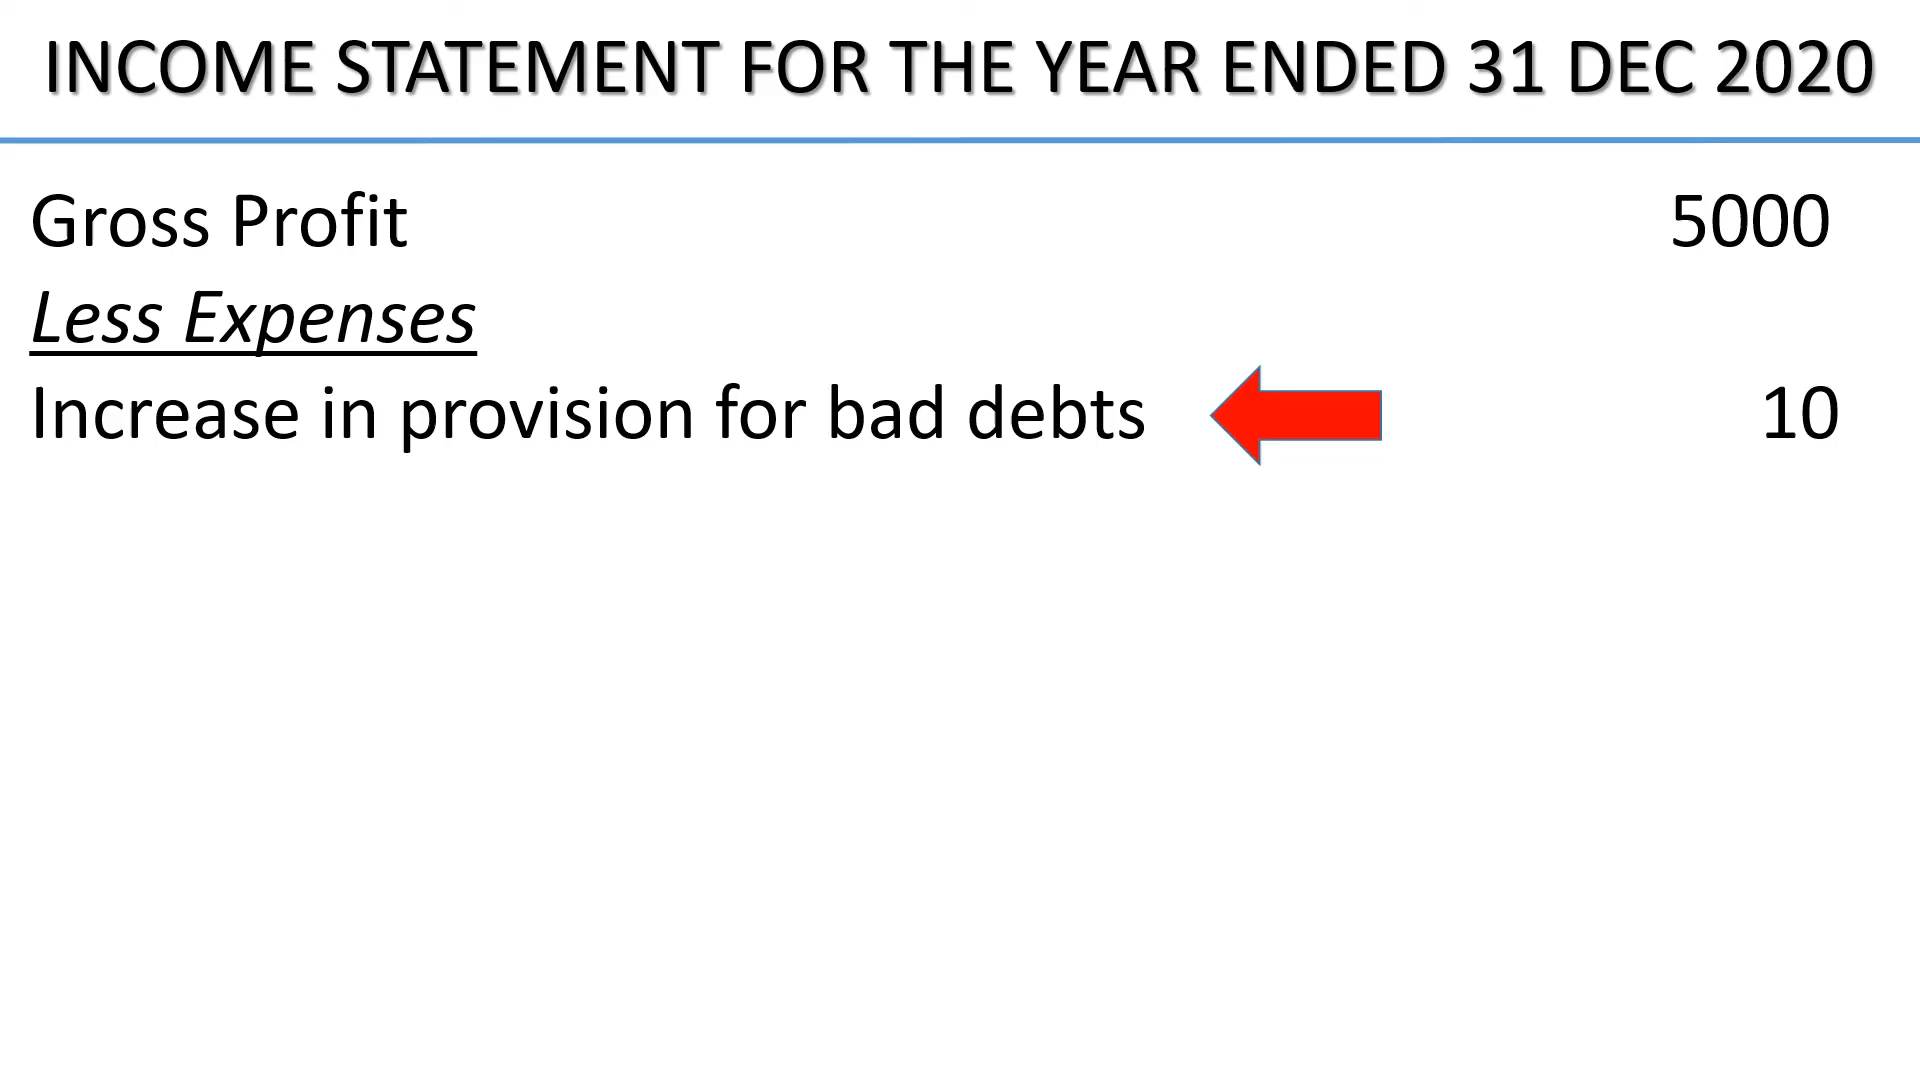 INCOME STATEMENT FOR THE YEAR ENDED 31 DEC 2020
Gross Profit 5000
Less Expenses
Increase in provision for bad debts 10